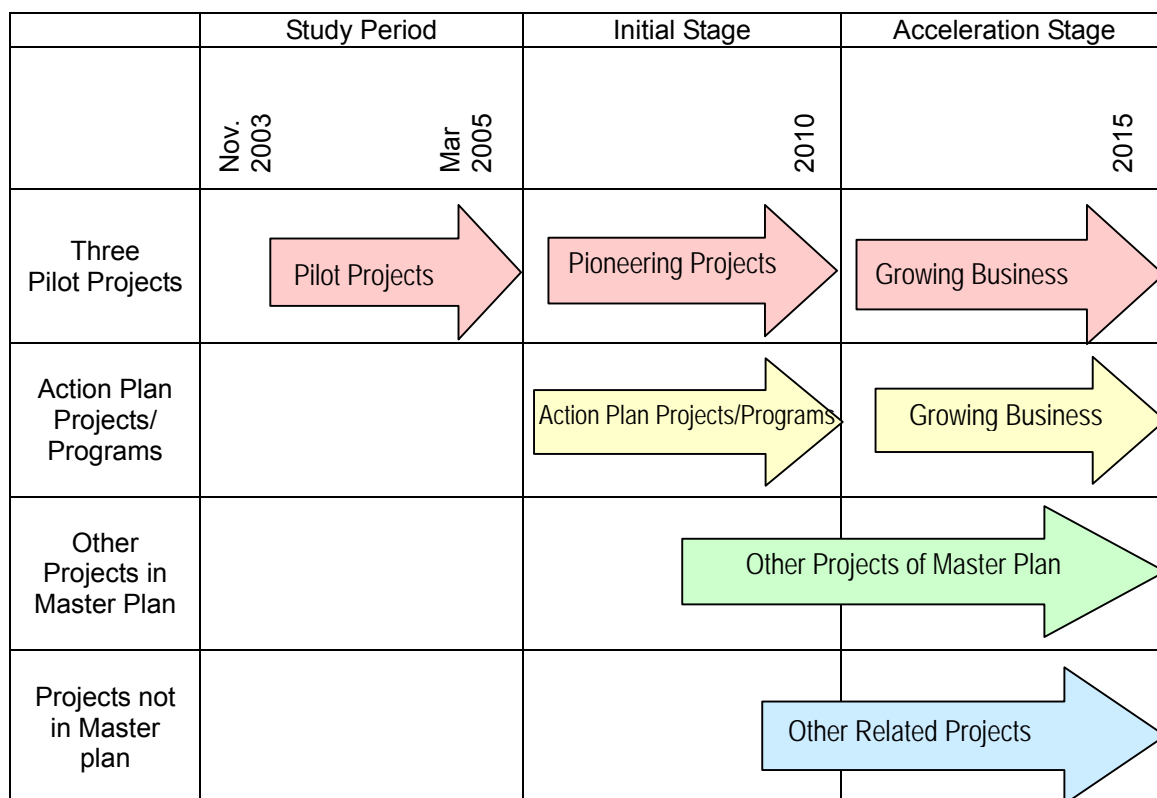 Study Period
Initial Stage
Acceleration Stage
Nov.
2003
Mar
2005
2010
2015
Three
Pilot Projects
Pilot Projects
Pioneering Projects
Growing Business
Action Plan
Projects/
Programs
Action Plan Projects/Programs
Growing Business
Other
Projects in
Master Plan
Other Projects of Master Plan
Projects not
in Master
plan
Other Related Projects